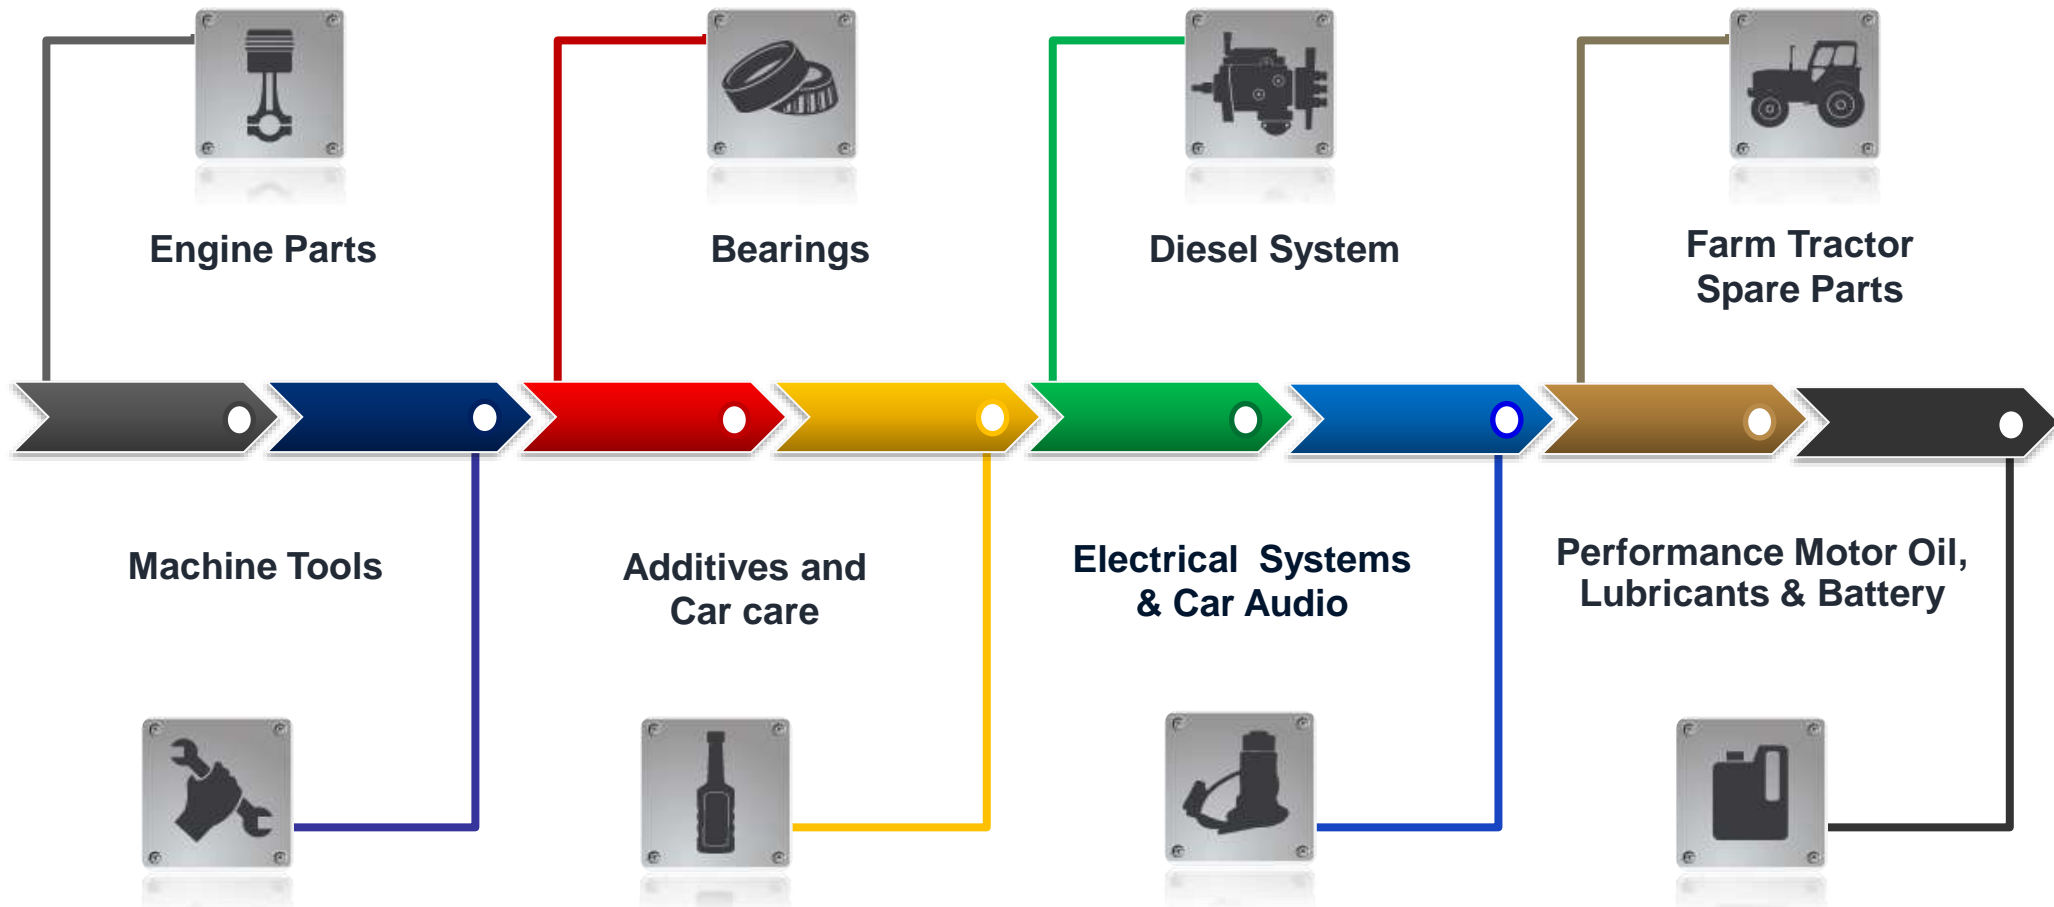 Engine Parts
Bearings
Diesel System
Farm Tractor
Spare Parts
Machine Tools
Additives and
Car care
Electrical  Systems
& Car Audio
Performance Motor Oil,
Lubricants & Battery